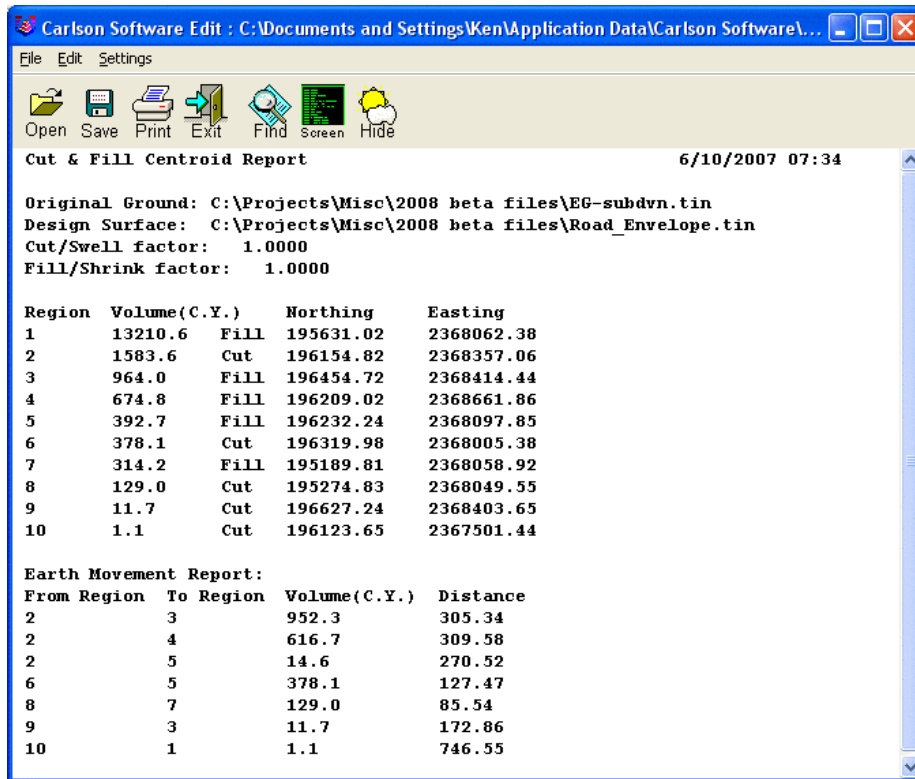 Carlson Software Edit : C:\Documents and Settings\Ken\Application Data\Carlson Software\...
File Edit Settings
Open Save Print Exit Find Screen Hide
Cut & Fill Centroid Report 6/10/2007 07:34
Original Ground: C:\Projects\Misc\2008 beta files\EG-subdvn.tin
Design Surface: C:\Projects\Misc\2008 beta files\Road_Envelope.tin
Cut/Swell factor: 1.0000
Fill/Shrink factor: 1.0000
Region Volume(C.Y.) Northing Easting
1 13210.6 Fill 195631.02 2368062.38
2 1583.6 Cut 196154.82 2368357.06
3 964.0 Fill 196454.72 2368414.44
4 674.8 Fill 196209.02 2368661.86
5 392.7 Fill 196232.24 2368097.85
6 378.1 Cut 196319.98 2368005.38
7 314.2 Fill 195189.81 2368058.92
8 129.0 Cut 195274.83 2368049.55
9 11.7 Cut 196627.24 2368403.65
10 1.1 Cut 196123.65 2367501.44
Earth Movement Report:
From Region To Region Volume(C.Y.) Distance
2 3 952.3 305.34
2 4 616.7 309.58
2 5 14.6 270.52
6 5 378.1 127.47
8 7 129.0 85.54
9 3 11.7 172.86
10 1 1.1 746.55